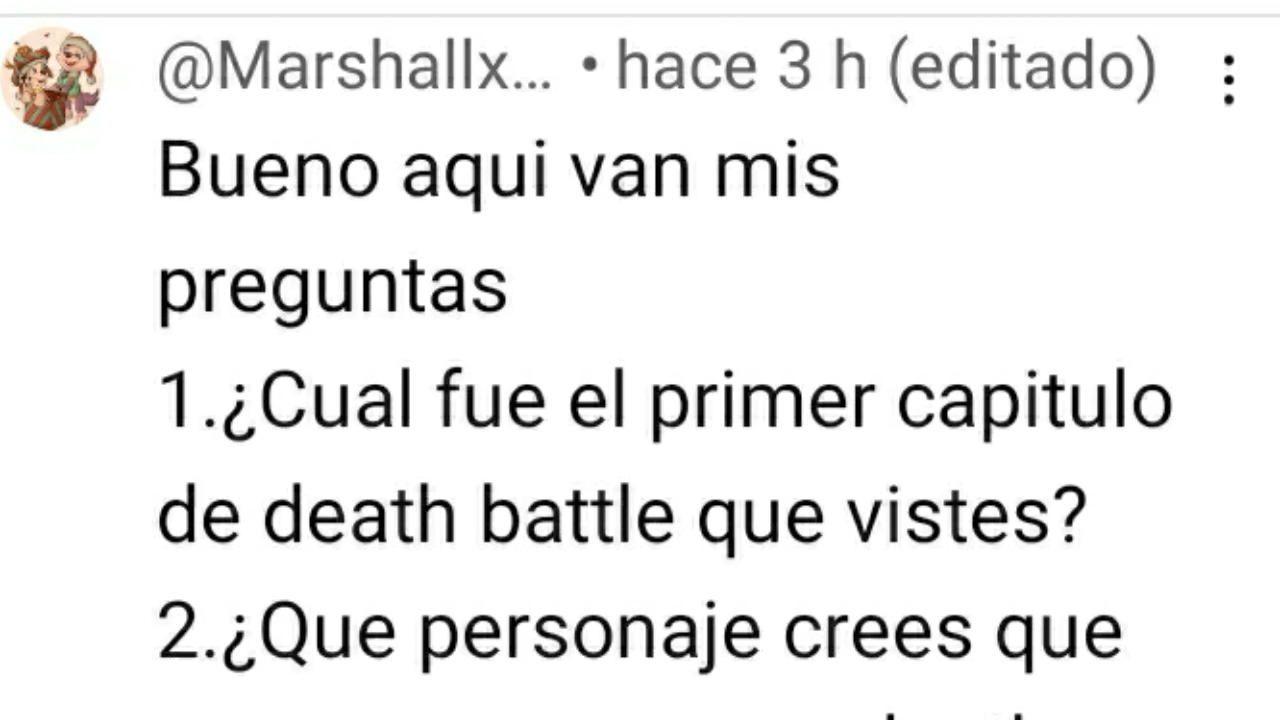 @Marshallx... • hace 3 h (editado)
Bueno aqui van mis
preguntas
1.¿Cual fue el primer capitulo
de death battle que vistes?
2.¿Que personaje crees que